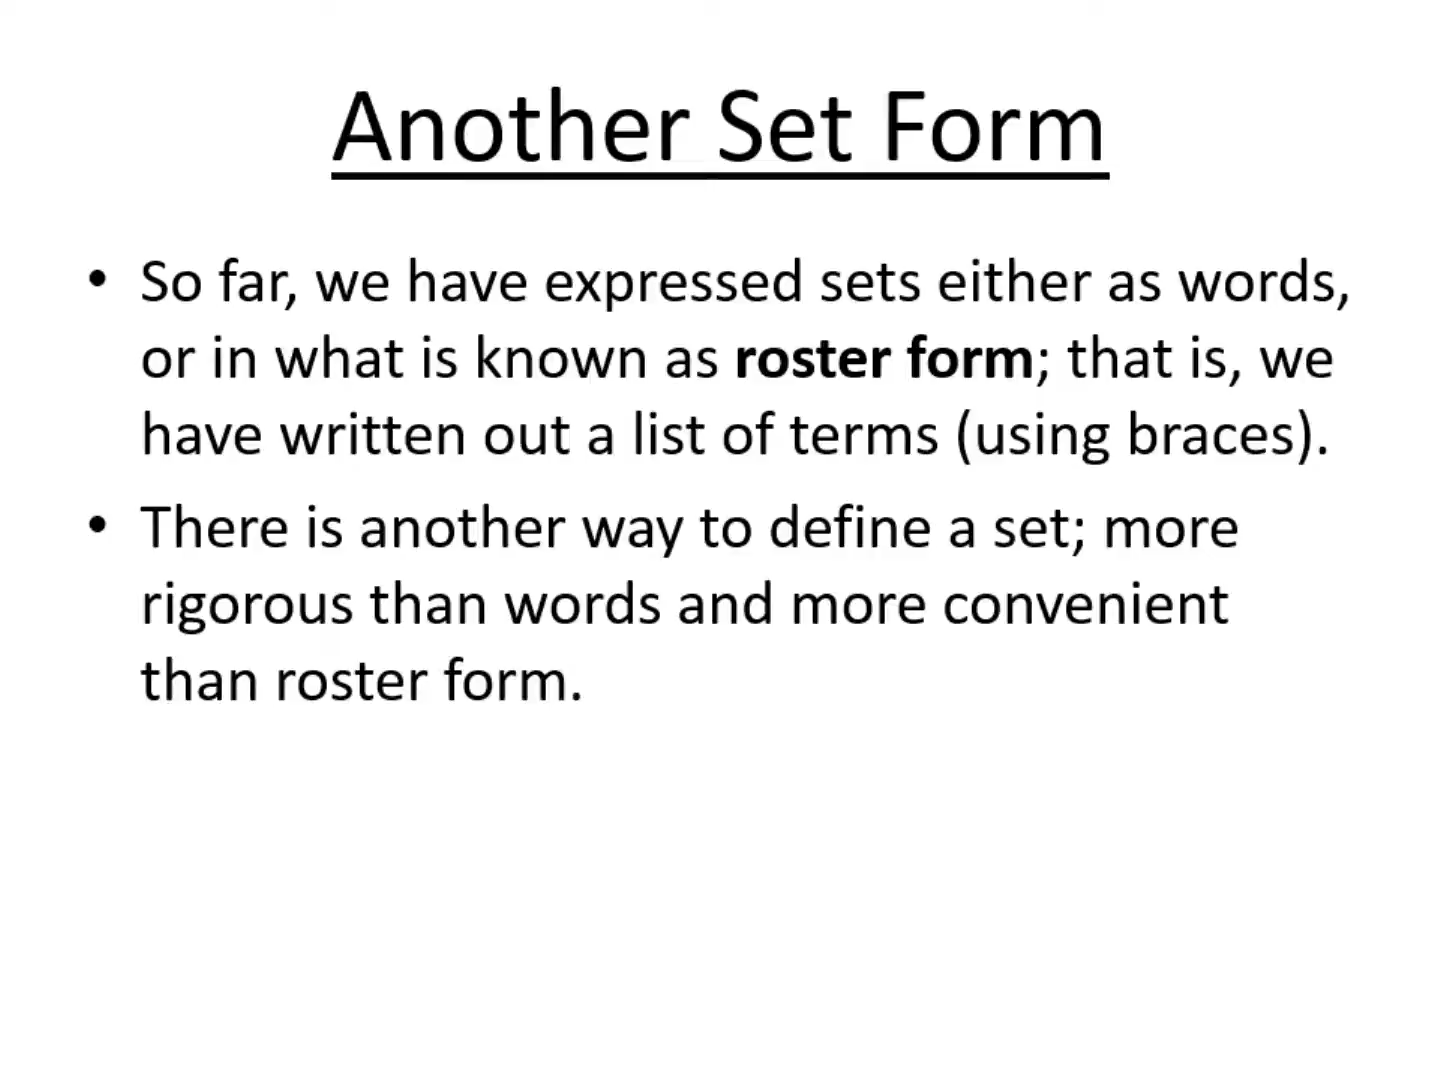 Another Set Form
• So far, we have expressed sets either as words,
or in what is known as roster form; that is, we
have written out a list of terms (using braces).
• There is another way to define a set; more
rigorous than words and more convenient
than roster form.